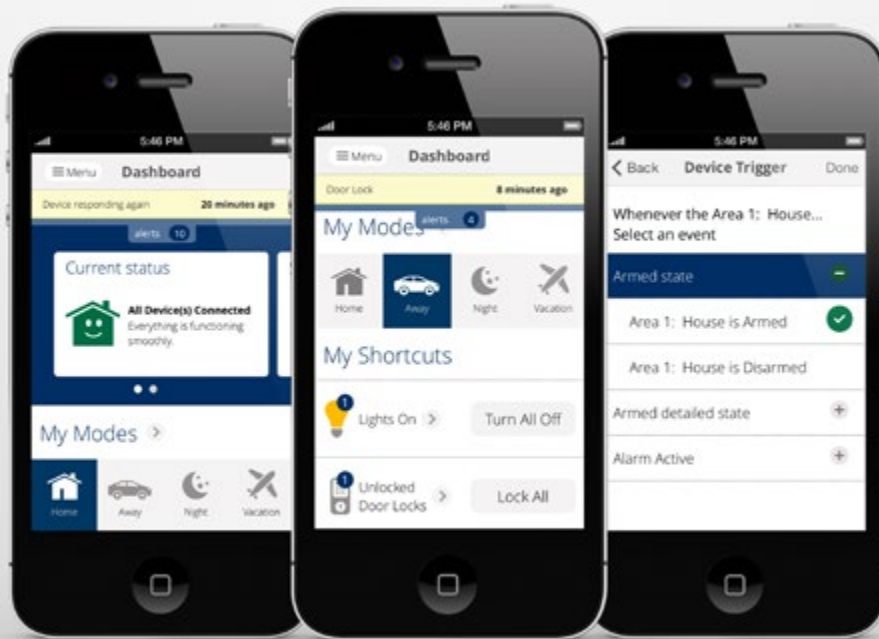 5:46 PM
Menu Dashboard
Device responding again 20 minutes ago
alerts 10
Current status
All Device(s) Connected
Everything is functioning
smoothly.
My Modes
Home Away Night Vacation
5:46 PM
Menu Dashboard
Door Lock 8 minutes ago
alerts 4
My Modes
Home Away Night Vacation
My Shortcuts
1
Lights On Turn All Off
1
Unlocked
Door Locks Lock All
5:46 PM
Back Device Trigger Done
Whenever the Area 1: House...
Select an event
Armed state
Area 1: House is Armed
Area 1: House is Disarmed
Armed detailed state
Alarm Active